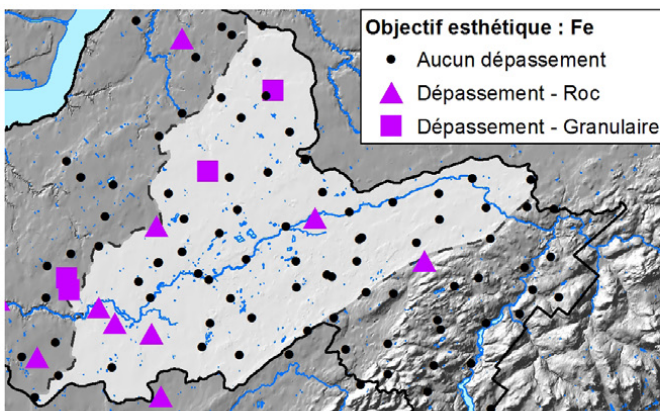 Objectif esthétique : Fe
Aucun dépassement
Dépassement - Roc
Dépassement - Granulaire